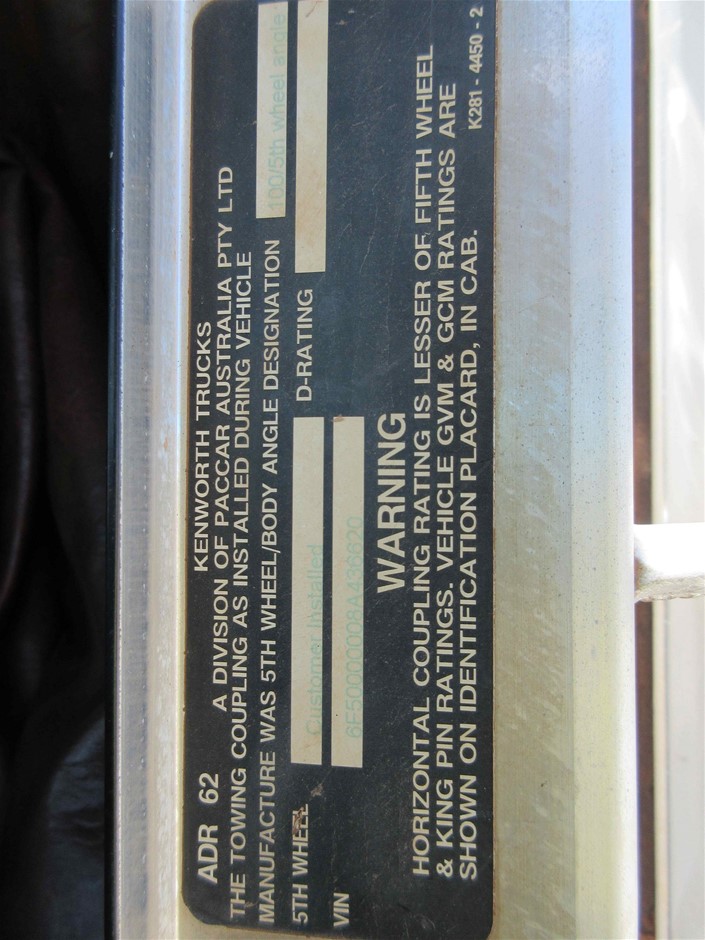 ADR 62 KENWORTH TRUCKS
A DIVISION OF PACCAR AUSTRALIA PTY LTD
THE TOWING COUPLING AS INSTALLED DURING VEHICLE
MANUFACTURE WAS 5TH WHEEL/BODY ANGLE DESIGNATION 100/5th wheel angle
5TH WHEEL Customer Installed D-RATING
VIN 6F50000008A436620
WARNING
HORIZONTAL COUPLING RATING IS LESSER OF FIFTH WHEEL
& KING PIN RATINGS. VEHICLE GVM & GCM RATINGS ARE
SHOWN ON IDENTIFICATION PLACARD, IN CAB.
K281 - 4450 - 2